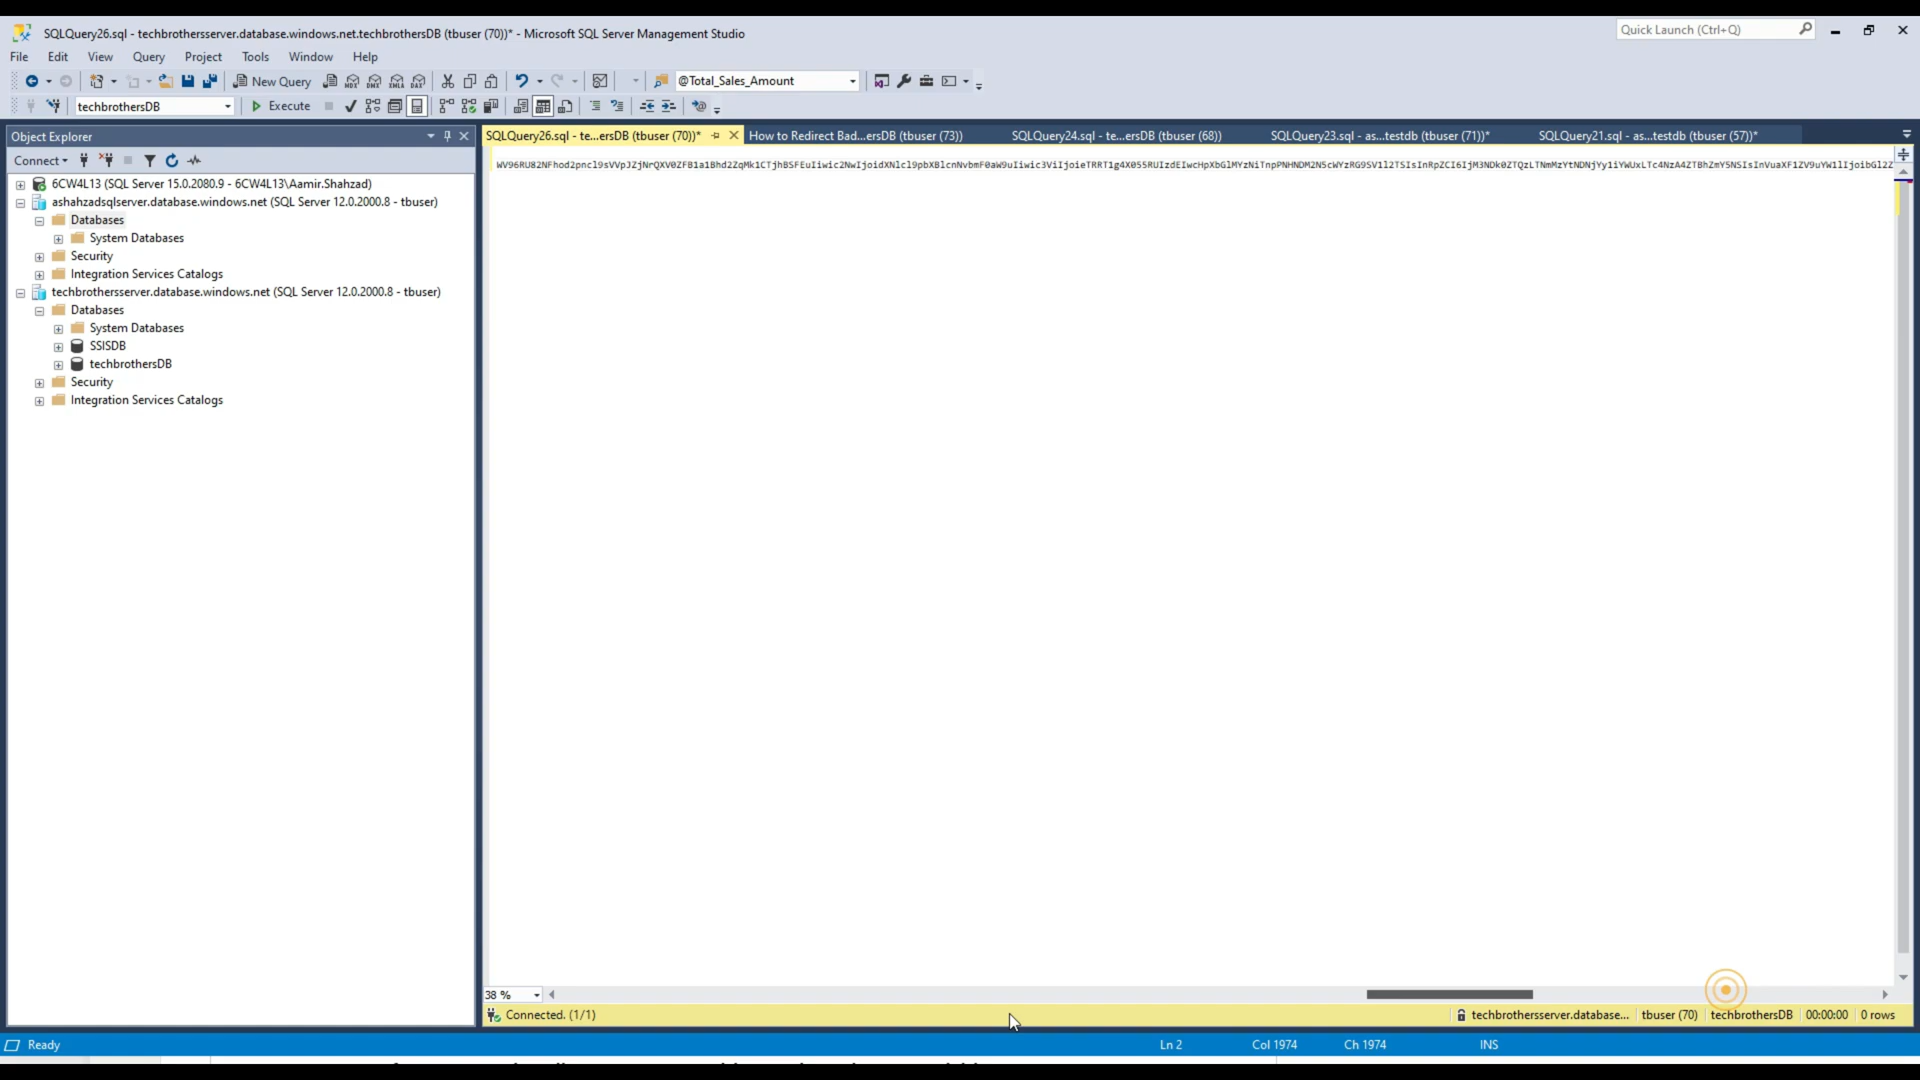 SQLQuery26.sql - techbrothersserver.database.windows.net.techbrothersDB (tbuser (70))* - Microsoft SQL Server Management Studio
Quick Launch (Ctrl+Q)
File Edit View Query Project Tools Window Help
New Query
@Total_Sales_Amount
techbrothersDB
Execute
Object Explorer
SQLQuery26.sql - te...ersDB (tbuser (70))*
How to Redirect Bad...ersDB (tbuser (73))
SQLQuery24.sql - te...ersDB (tbuser (68))
SQLQuery23.sql - as...testdb (tbuser (71))*
SQLQuery21.sql - as...testdb (tbuser (57))*
Connect
6CW4L13 (SQL Server 15.0.2080.9 - 6CW4L13\Aamir.Shahzad)
ashahzadsqlserver.database.windows.net (SQL Server 12.0.2000.8 - tbuser)
Databases
System Databases
Security
Integration Services Catalogs
techbrothersserver.database.windows.net (SQL Server 12.0.2000.8 - tbuser)
Databases
System Databases
SSISDB
techbrothersDB
Security
Integration Services Catalogs
38 %
Connected. (1/1)
techbrothersserver.database...
tbuser (70)
techbrothersDB
00:00:00
0 rows
Ready
Ln 2
Col 1974
Ch 1974
INS